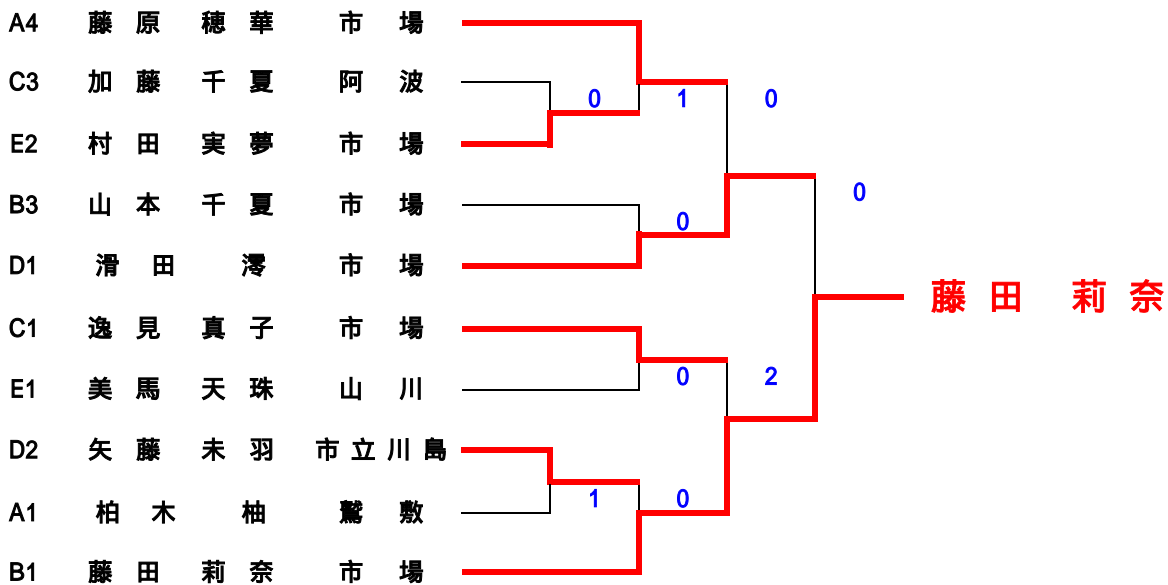 A4 藤原 穂華 市場
C3 加藤 千夏 阿波
0 1 0
E2 村田 実夢 市場
0
B3 山本 千夏 市場
0
D1 滑田 澪 市場
藤田 莉奈
C1 逸見 真子 市場
0 2
E1 美馬 天珠 山川
D2 矢藤 未羽 市立川島
1 0
A1 柏木 柚 鷲敷
B1 藤田 莉奈 市場